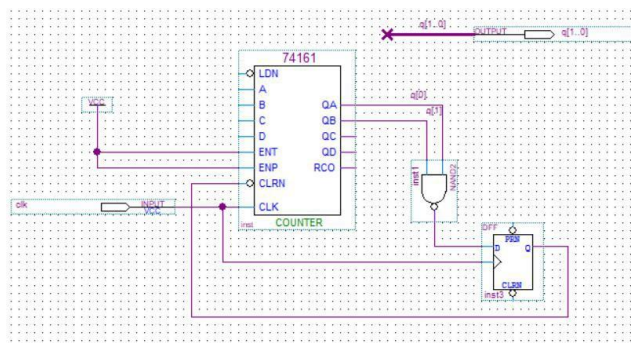 q[1..0]
OUTPUT q[1..0]
74161
LDN
A
B QA q[0]
C QB q[1]
D QC
ENT QD
ENP RCO
CLRN
CLK
inst COUNTER
VCC
clk INPUT
VCC
inst1
NAND2
DFF
PRN
D Q
CLRN
inst3